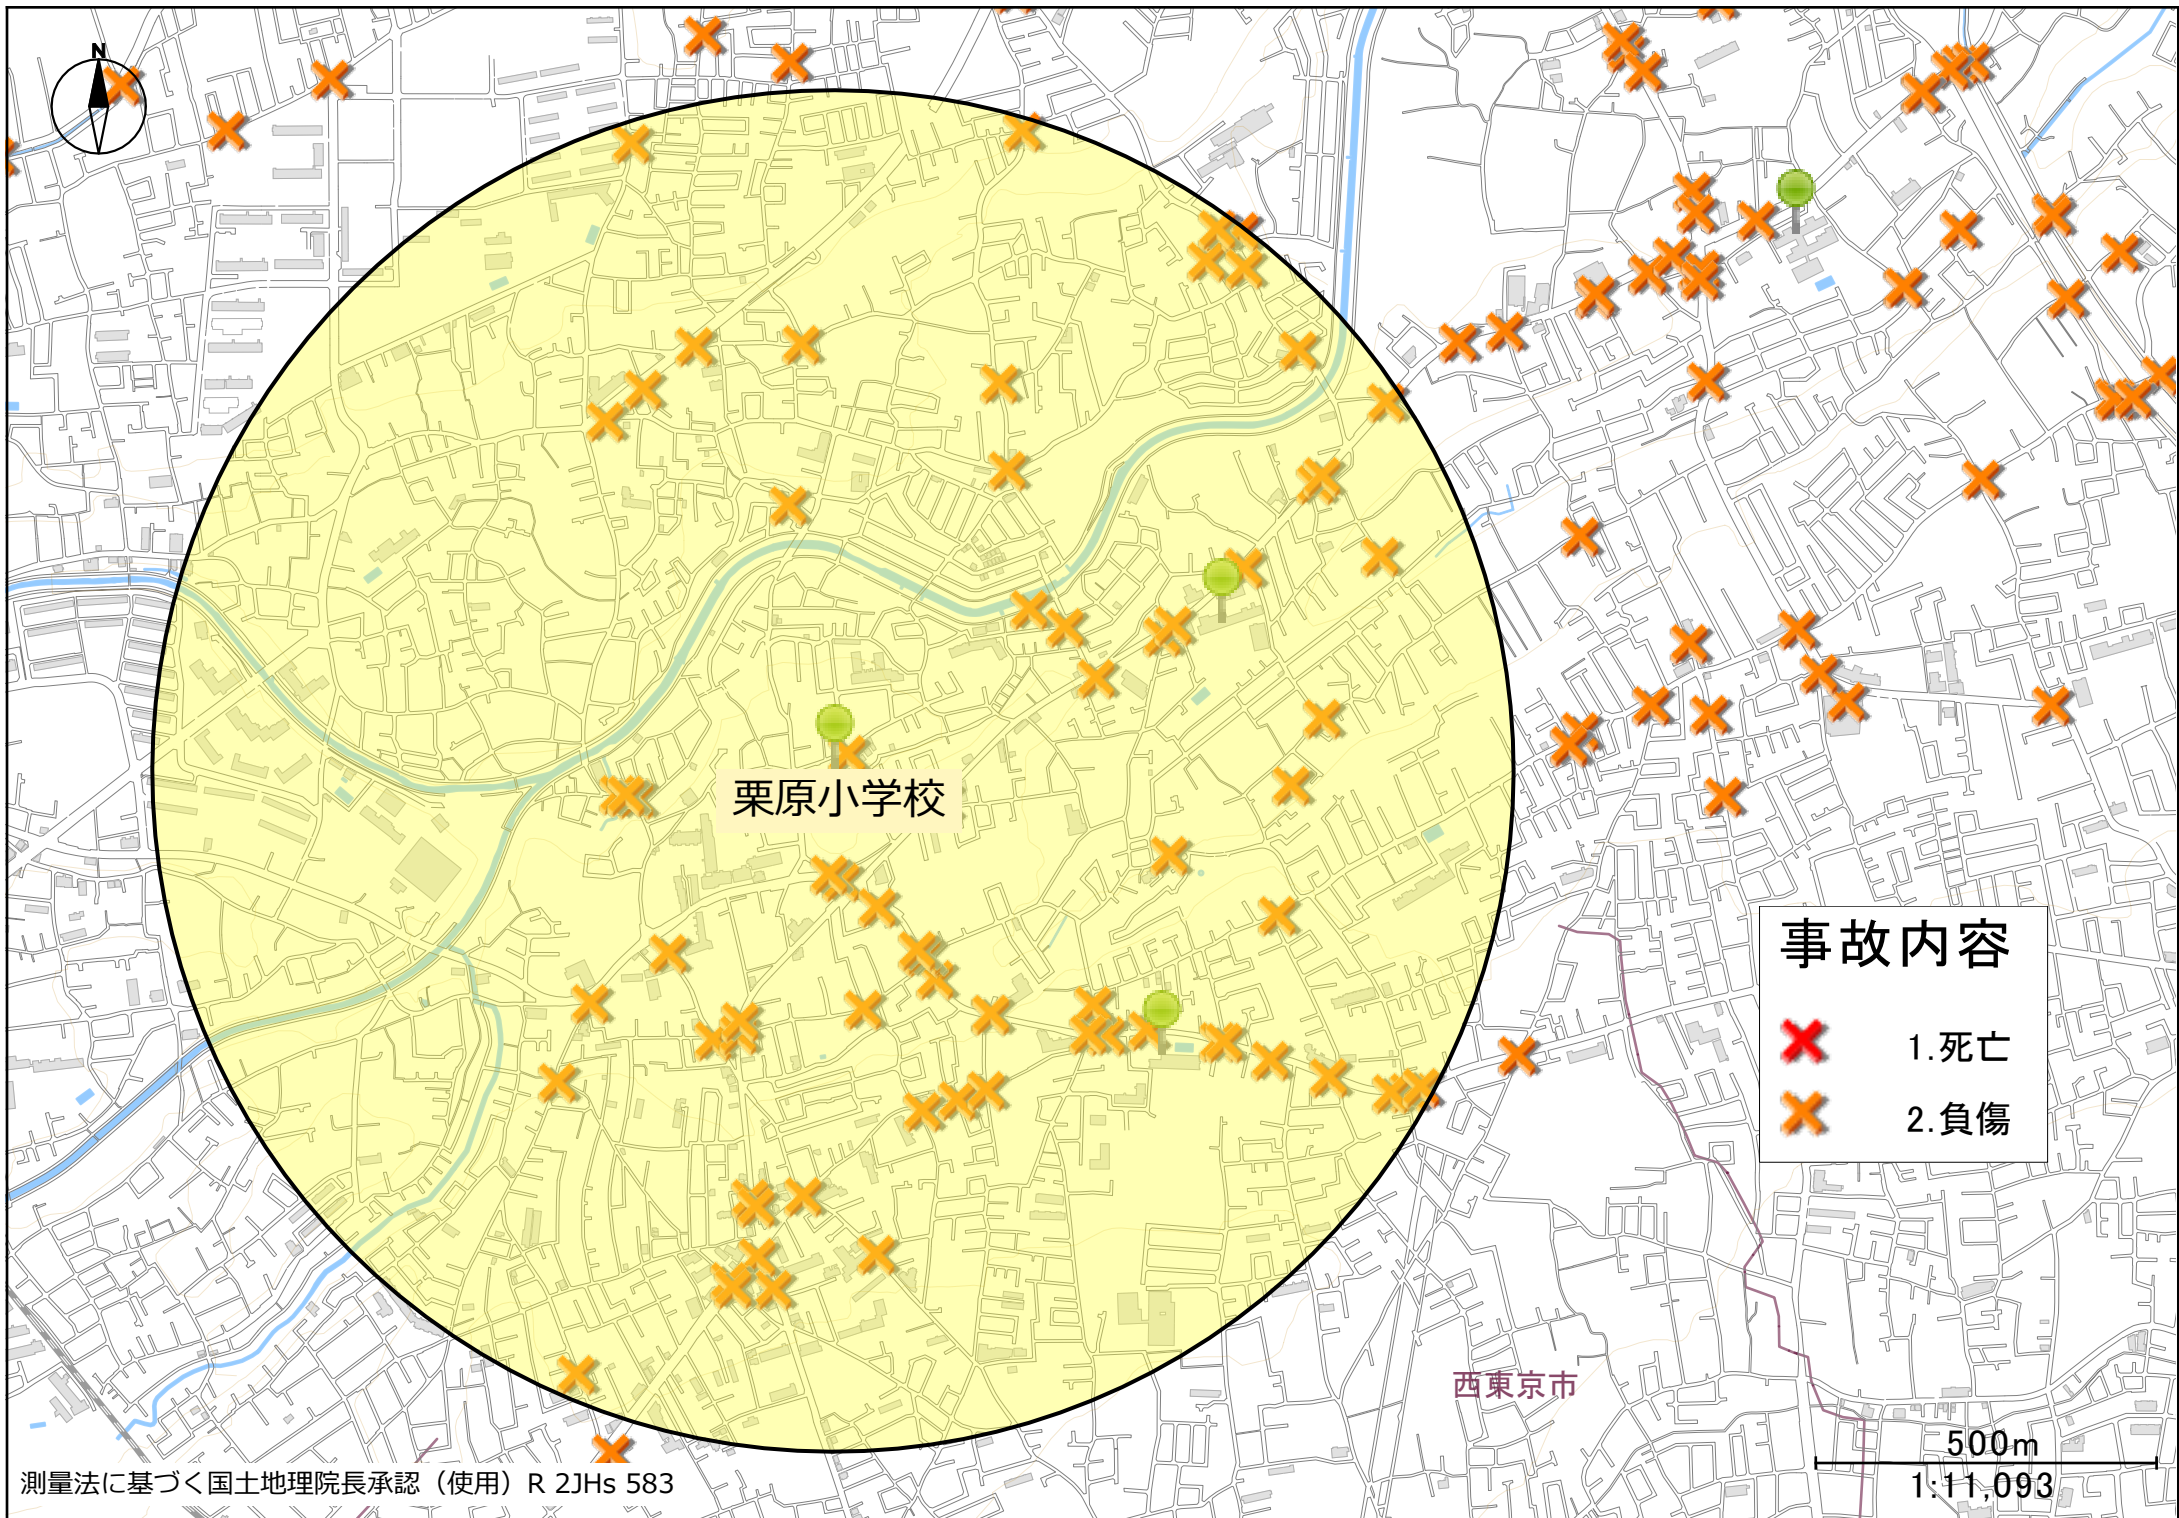 N
栗原小学校
事故内容
1.死亡
2.負傷
西東京市
500m
1:11,093
測量法に基づく国土地理院長承認（使用）R 2JHs 583